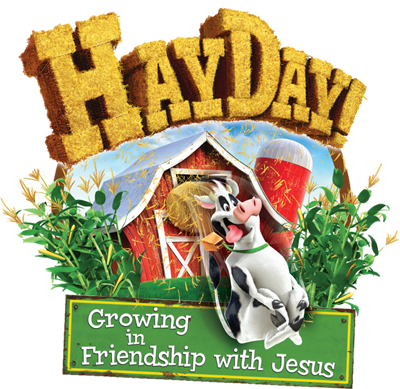 HAYDAY!
Growing
in
Friendship with Jesus